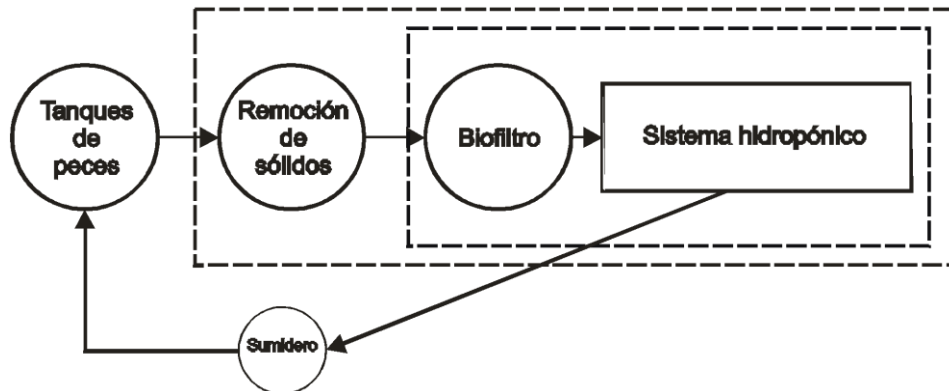 Tanques
de
peces
Remoción
de
sólidos
Biofiltro
Sistema hidropónico
Sumidero